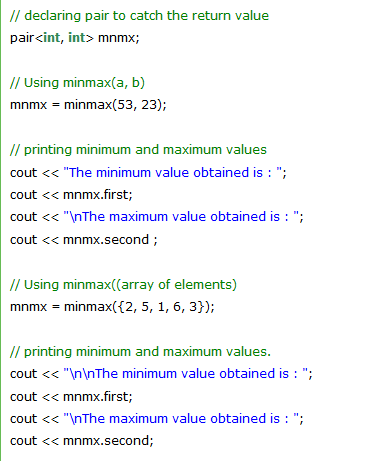 // declaring pair to catch the return value
pair<int, int> mnmx;
// Using minmax(a, b)
mnmx = minmax(53, 23);
// printing minimum and maximum values
cout << "The minimum value obtained is : ";
cout << mnmx.first;
cout << "\nThe maximum value obtained is : ";
cout << mnmx.second ;
// Using minmax((array of elements)
mnmx = minmax({2, 5, 1, 6, 3});
// printing minimum and maximum values.
cout << "\n\nThe minimum value obtained is : ";
cout << mnmx.first;
cout << "\nThe maximum value obtained is : ";
cout << mnmx.second;